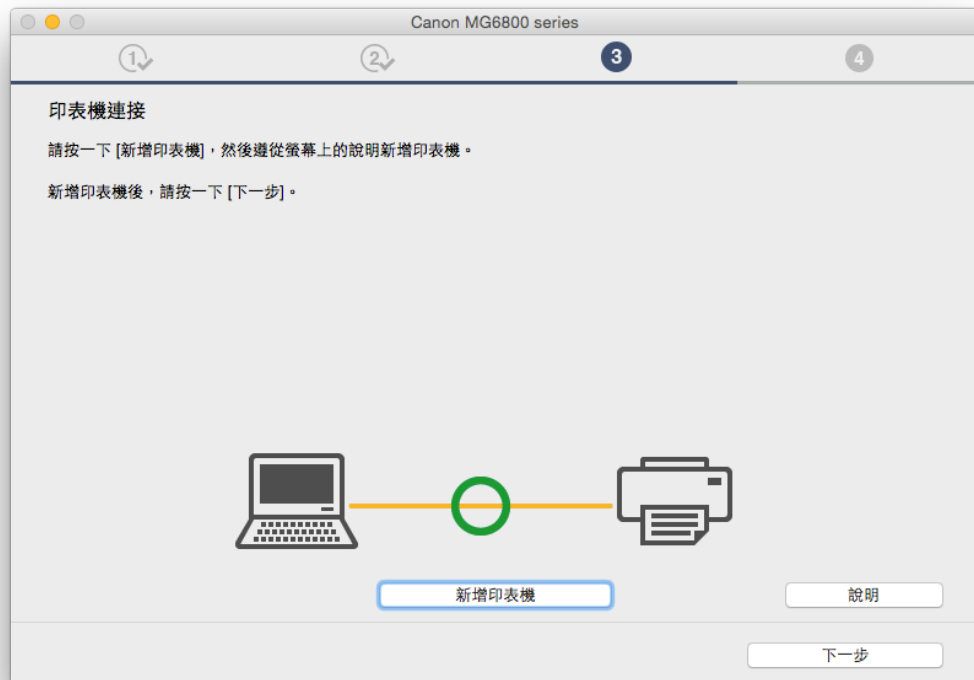 Canon MG6800 series
1
2
3
4
印表機連接
請按一下 [新增印表機]，然後遵從螢幕上的說明新增印表機。
新增印表機後，請按一下 [下一步]。
新增印表機
說明
下一步